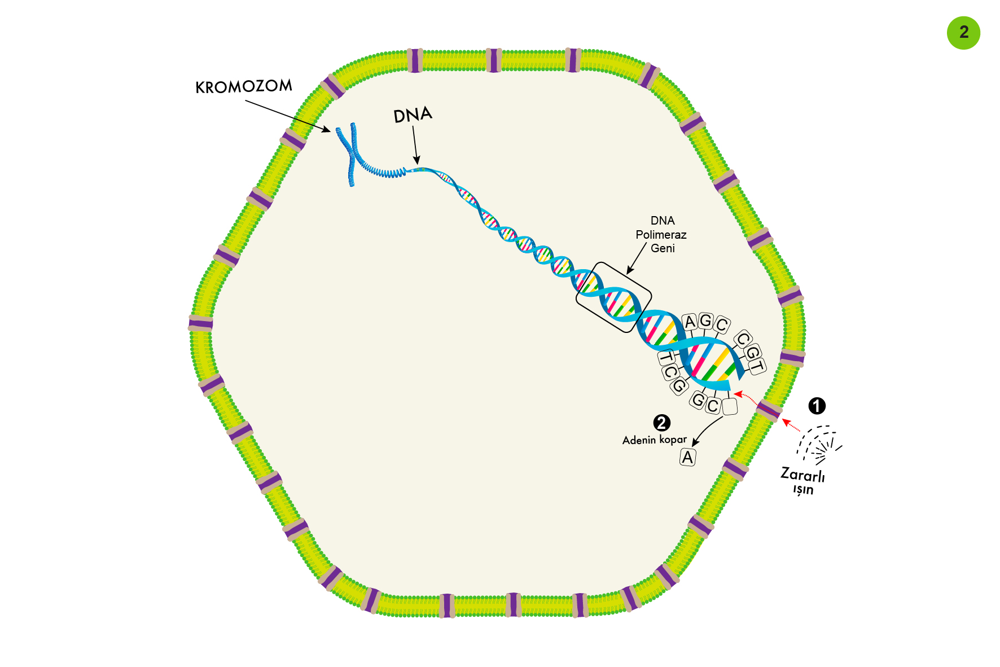 2
KROMOZOM
DNA
DNA
Polimeraz
Geni
A G C
C G T
T C G
G C
1
2
Adenin kopar
A
Zararlı
ışın